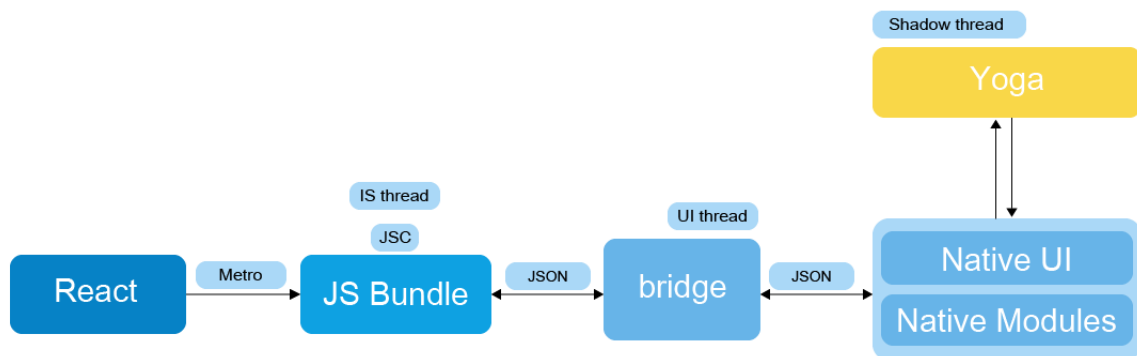 Shadow thread
Yoga
IS thread
JSC
UI thread
React
Metro
JS Bundle
JSON
bridge
JSON
Native UI
Native Modules